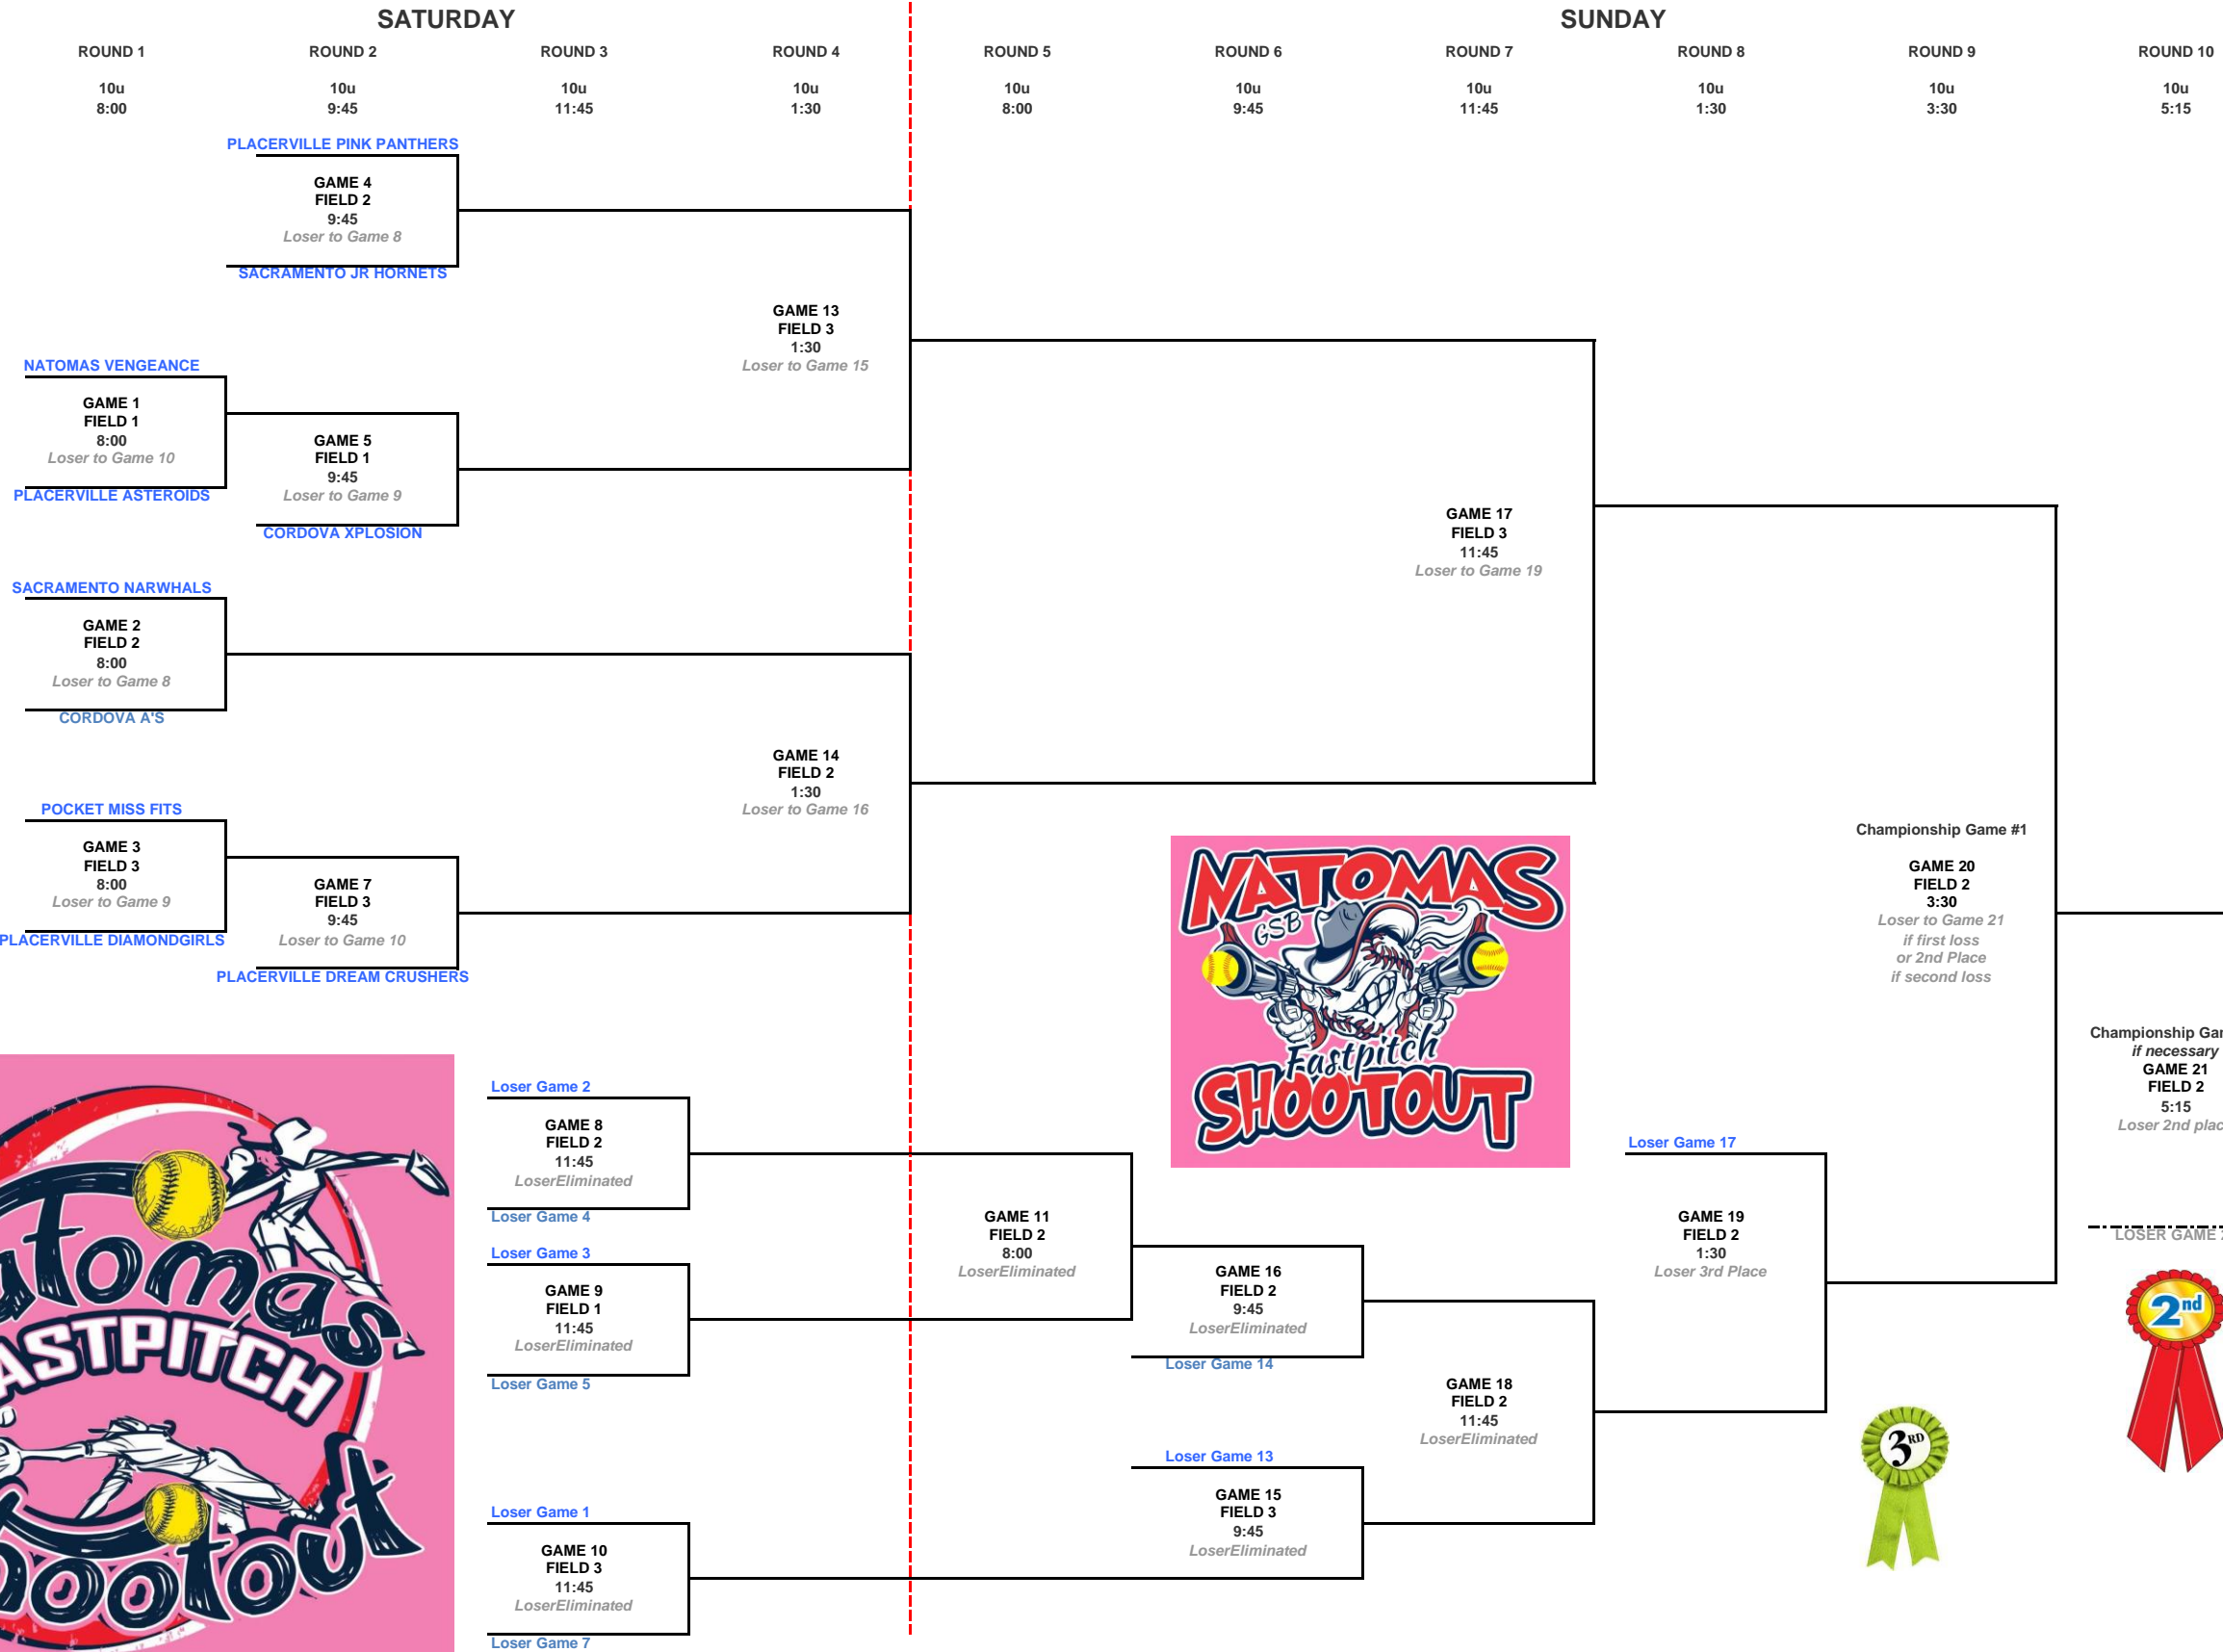 SATURDAY
SUNDAY
ROUND 1
ROUND 2
ROUND 3
ROUND 4
ROUND 5
ROUND 6
ROUND 7
ROUND 8
ROUND 9
ROUND 10
10u
10u
10u
10u
10u
10u
10u
10u
10u
10u
8:00
9:45
11:45
1:30
8:00
9:45
11:45
1:30
3:30
5:15
PLACERVILLE PINK PANTHERS
GAME 4
FIELD 2
9:45
Loser to Game 8
SACRAMENTO JR HORNETS
GAME 13
FIELD 3
1:30
Loser to Game 15
NATOMAS VENGEANCE
GAME 1
FIELD 1
8:00
Loser to Game 10
PLACERVILLE ASTEROIDS
GAME 5
FIELD 1
9:45
Loser to Game 9
CORDOVA XPLOSION
GAME 17
FIELD 3
11:45
Loser to Game 19
SACRAMENTO NARWHALS
GAME 2
FIELD 2
8:00
Loser to Game 8
CORDOVA A'S
GAME 14
FIELD 2
1:30
Loser to Game 16
POCKET MISS FITS
GAME 3
FIELD 3
8:00
Loser to Game 9
PLACERVILLE DIAMONDGIRLS
GAME 7
FIELD 3
9:45
Loser to Game 10
PLACERVILLE DREAM CRUSHERS
NATOMAS
GSB
Fastpitch
SHOOTOUT
Championship Game #1
GAME 20
FIELD 2
3:30
Loser to Game 21
if first loss
or 2nd Place
if second loss
Championship Gam
if necessary
GAME 21
FIELD 2
5:15
Loser 2nd plac
LOSER GAME
2nd
Loser Game 2
GAME 8
FIELD 2
11:45
LoserEliminated
Loser Game 4
Loser Game 3
GAME 9
FIELD 1
11:45
LoserEliminated
Loser Game 5
GAME 11
FIELD 2
8:00
LoserEliminated
GAME 16
FIELD 2
9:45
LoserEliminated
Loser Game 14
Loser Game 17
GAME 19
FIELD 2
1:30
Loser 3rd Place
GAME 18
FIELD 2
11:45
LoserEliminated
3RD
Loser Game 13
GAME 15
FIELD 3
9:45
LoserEliminated
Loser Game 1
GAME 10
FIELD 3
11:45
LoserEliminated
Loser Game 7
atomas
ASTPITCH
hootout